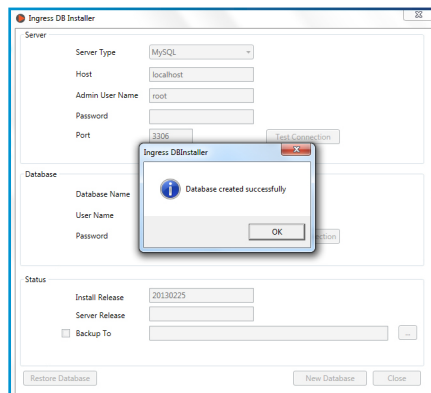 Ingress DB Installer
Server
Server Type MySQL
Host localhost
Admin User Name root
Password
Port 3306 Test Connection
Ingress DBInstaller
Database created successfully
OK
Database
Database Name
User Name
Password
Status
Install Release 20130225
Server Release
Backup To ...
Restore Database New Database Close